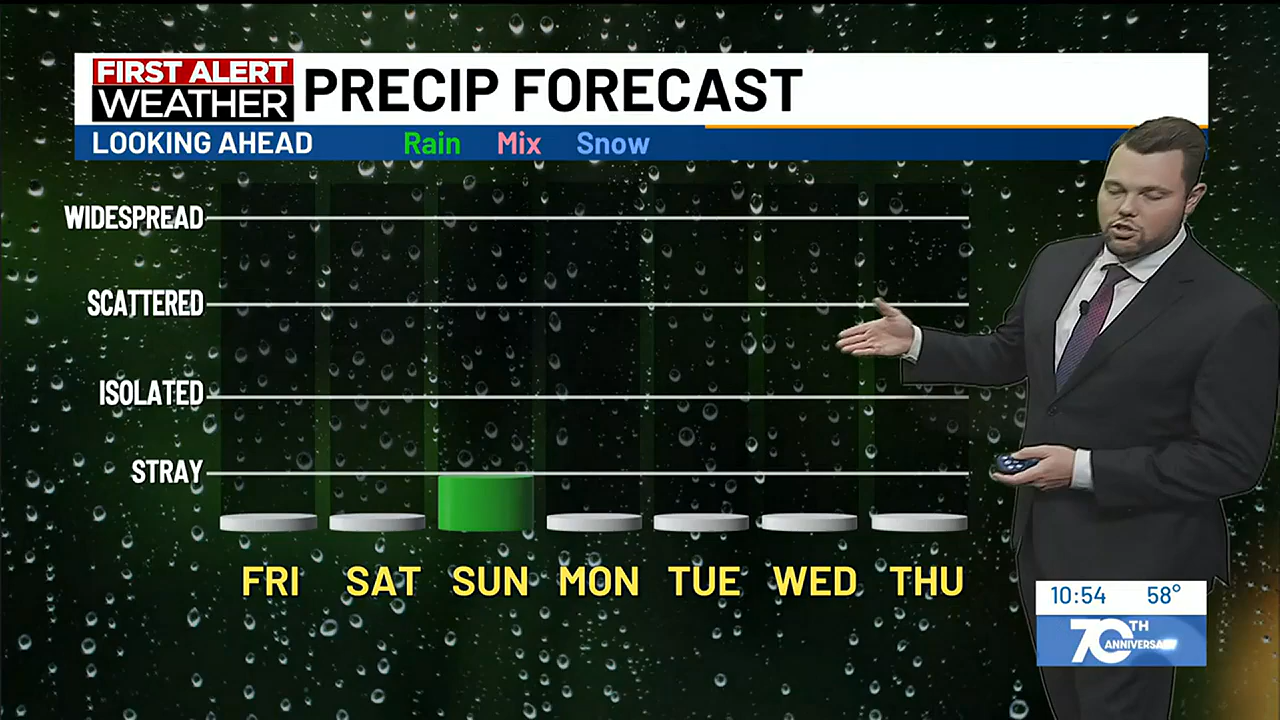 FIRST ALERT
WEATHER
PRECIP FORECAST
LOOKING AHEAD Rain Mix Snow
WIDESPREAD
SCATTERED
ISOLATED
STRAY
FRI SAT SUN MON TUE WED THU
10:54 58°
70TH
ANNIVERSARY